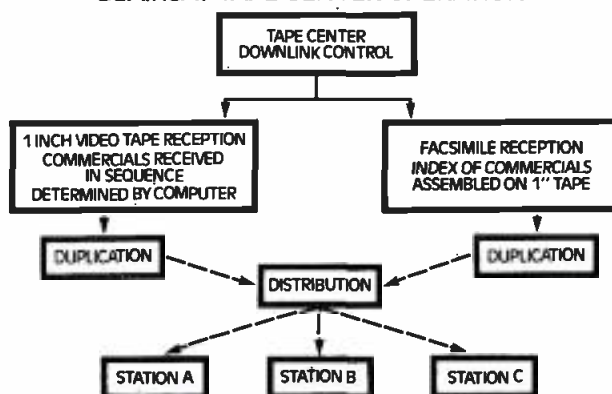 TAPE CENTER
DOWNLINK CONTROL
1 INCH VIDEO TAPE RECEPTION
COMMERCIALS RECEIVED
IN SEQUENCE
DETERMINED BY COMPUTER
FACSIMILE RECEPTION
INDEX OF COMMERCIALS
ASSEMBLED ON 1" TAPE
DUPLICATION
DUPLICATION
DISTRIBUTION
STATION A
STATION B
STATION C